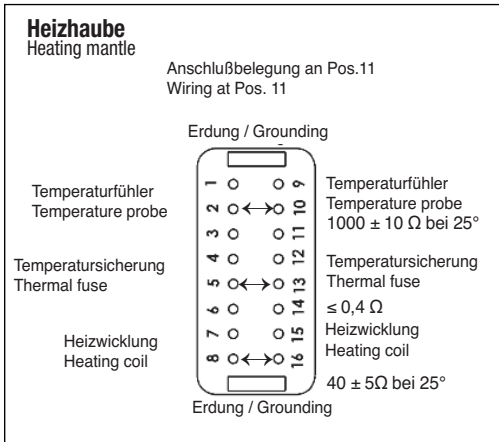 Heizhaube
Heating mantle
Anschlußbelegung an Pos.11
Wiring at Pos. 11
Erdung / Grounding
1 9
Temperaturfühler
Temperature probe
2 10
Temperaturfühler
Temperature probe
1000 ± 10 Ω bei 25°
3 11
4 12
Temperatursicherung
Thermal fuse
5 13
Temperatursicherung
Thermal fuse
≤ 0,4 Ω
6 14
7 15
Heizwicklung
Heating coil
8 16
Heizwicklung
Heating coil
40 ± 5Ω bei 25°
Erdung / Grounding